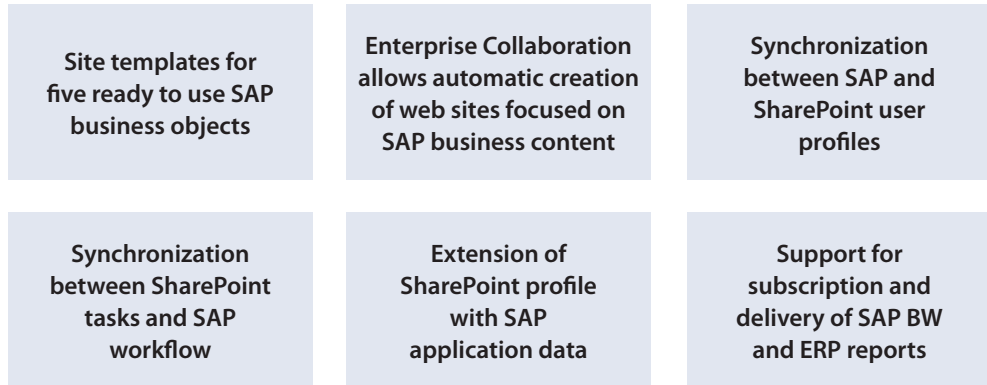 Site templates for
five ready to use SAP
business objects
Enterprise Collaboration
allows automatic creation
of web sites focused on
SAP business content
Synchronization
between SAP and
SharePoint user
profiles
Synchronization
between SharePoint
tasks and SAP
workflow
Extension of
SharePoint profile
with SAP
application data
Support for
subscription and
delivery of SAP BW
and ERP reports